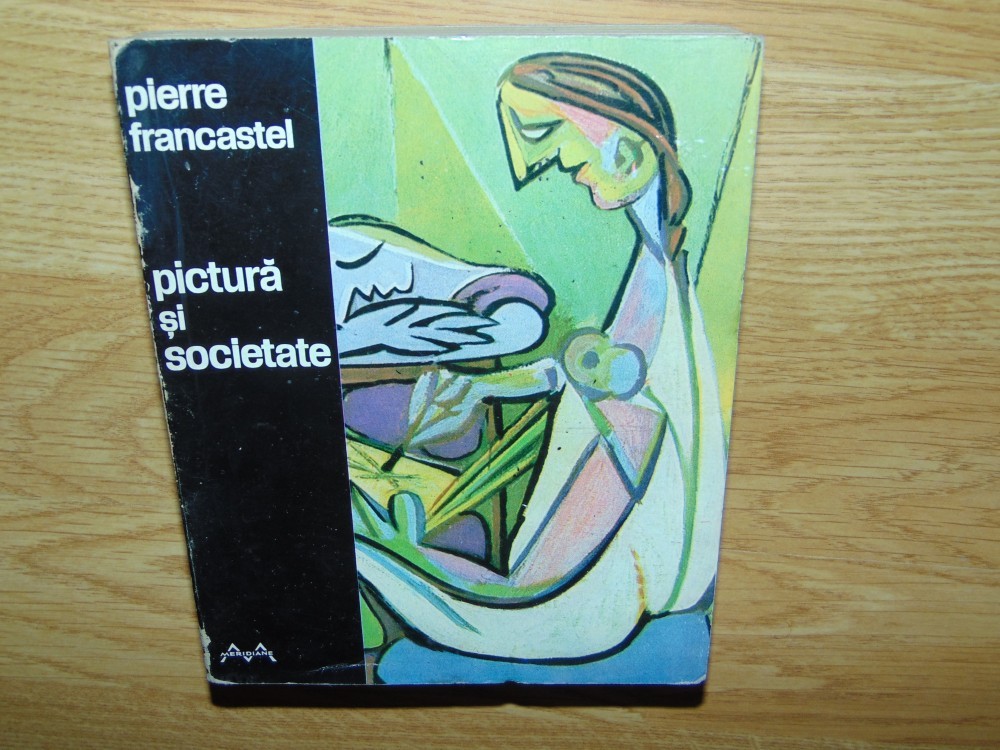 pierre
francastel
pictură
și
societate
MERIDIANE